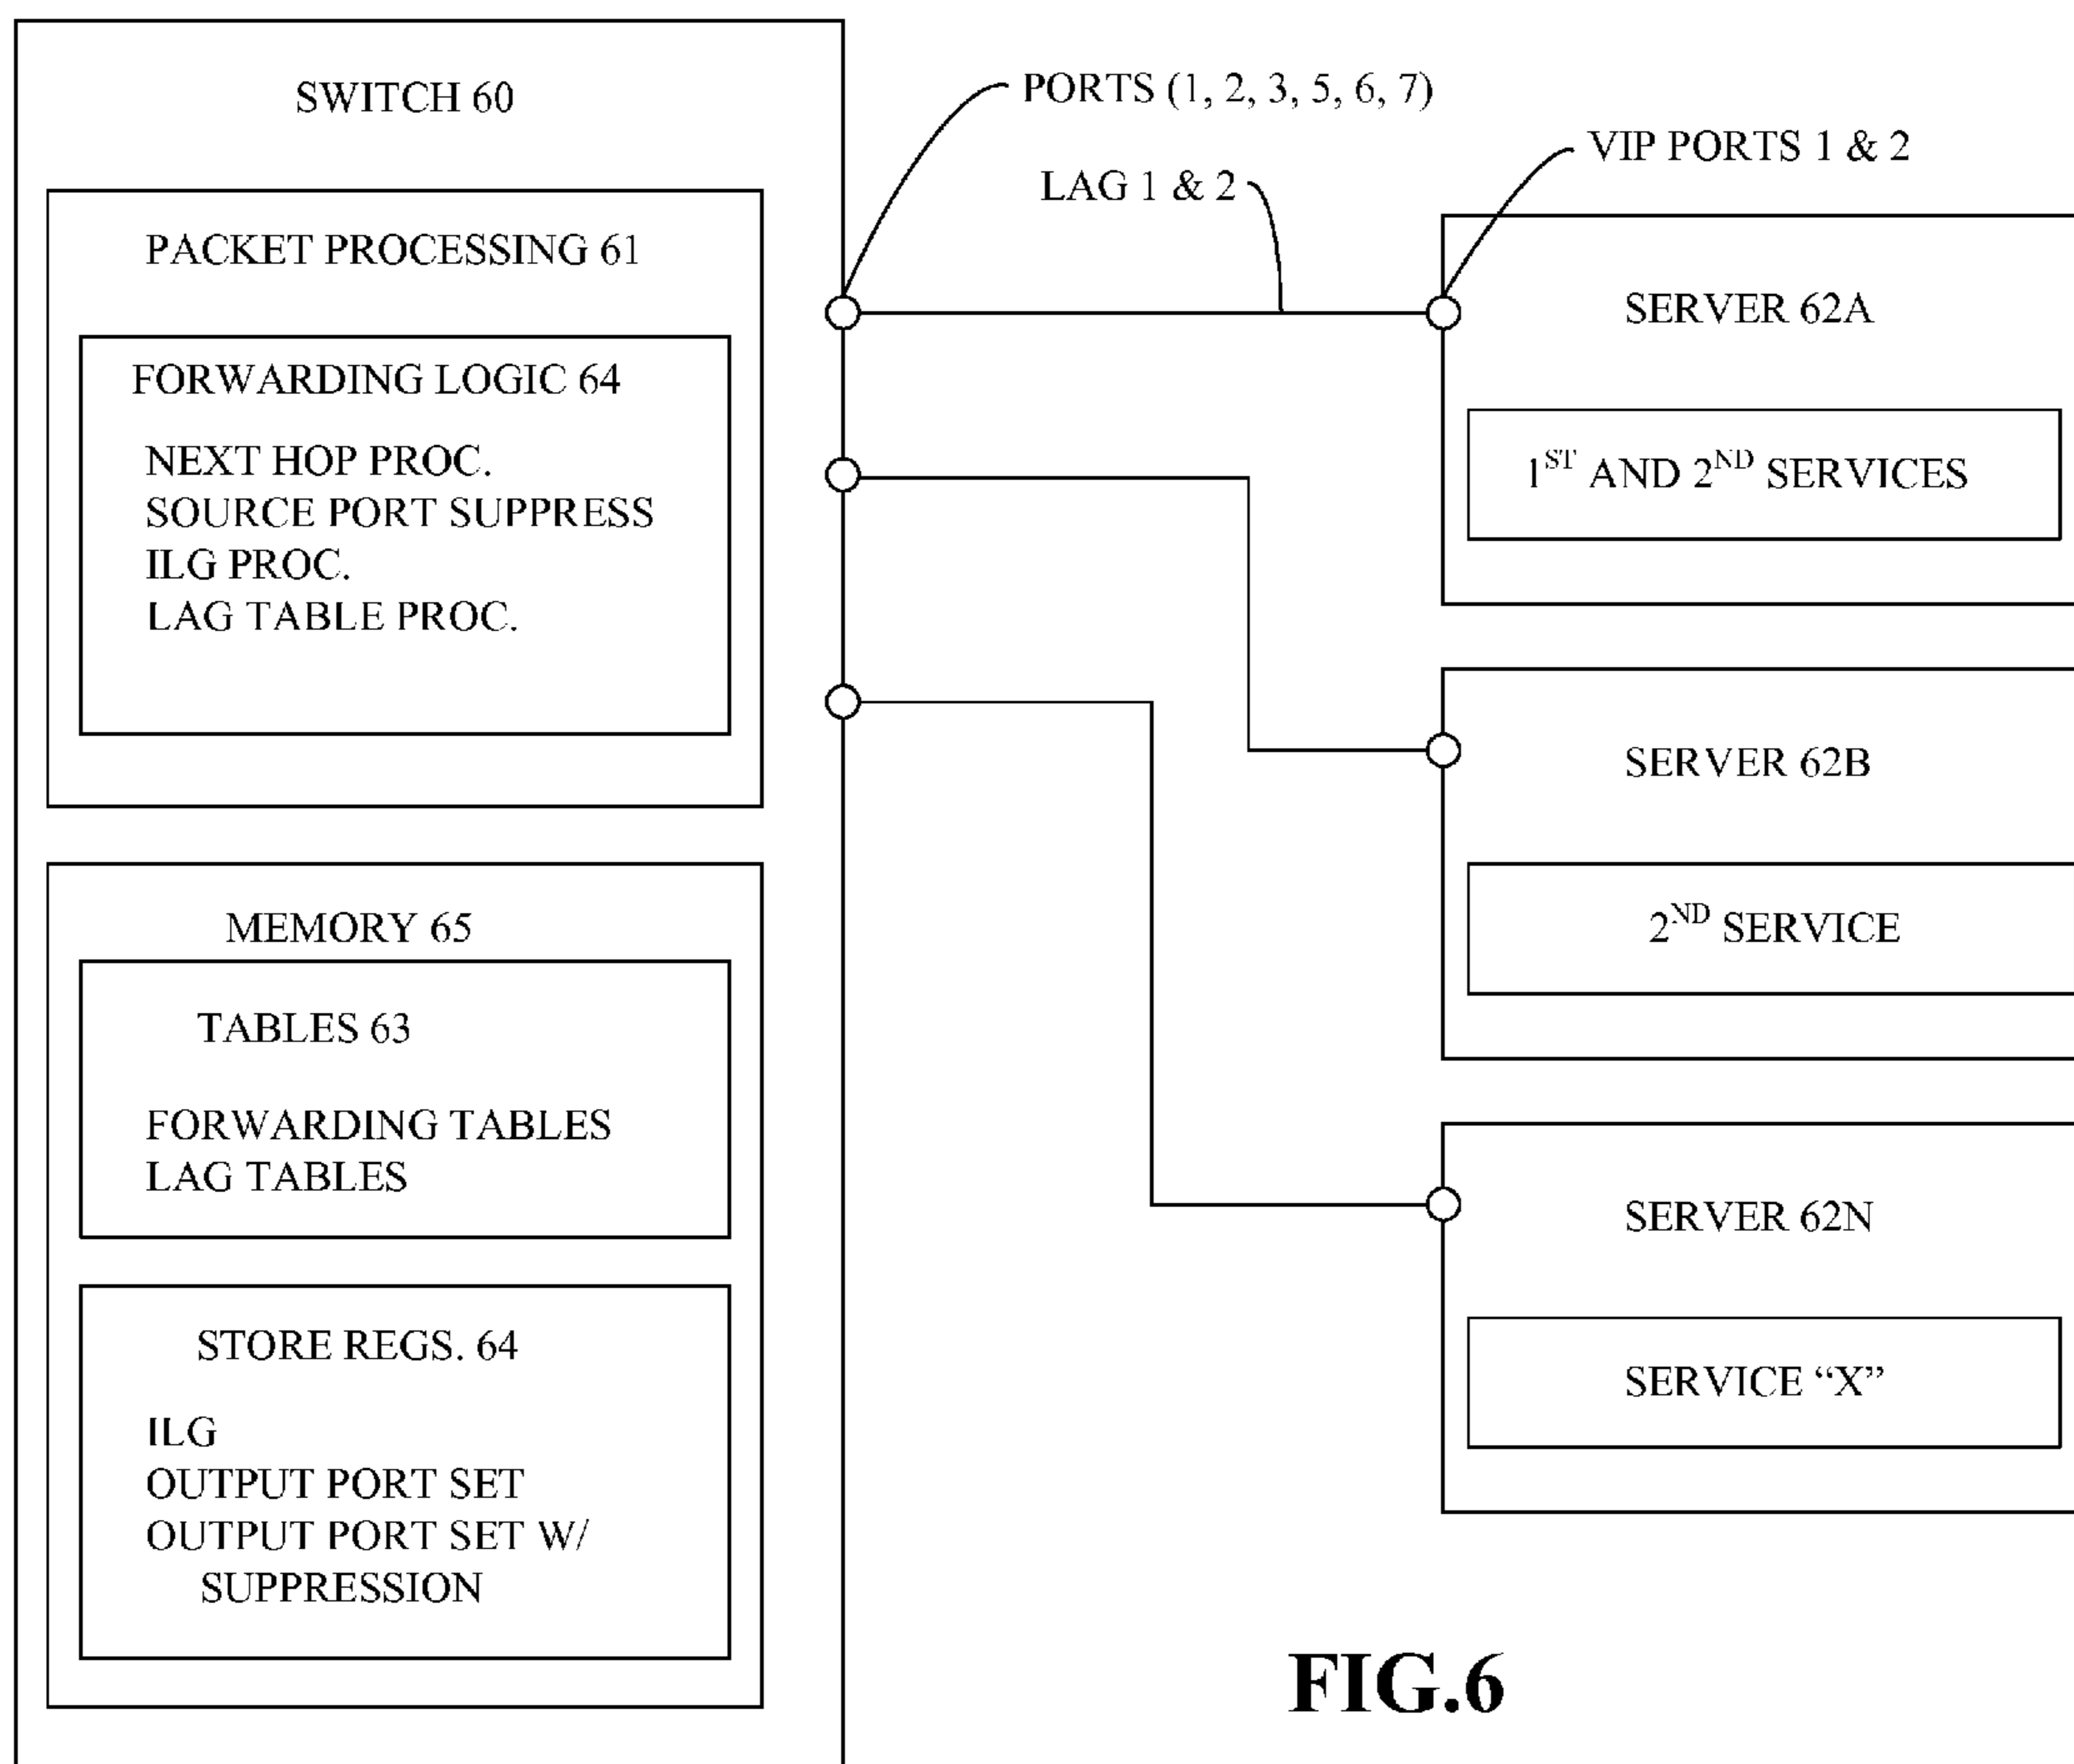 SWITCH 60
PACKET PROCESSING 61
FORWARDING LOGIC 64
NEXT HOP PROC.
SOURCE PORT SUPPRESS
ILG PROC.
LAG TABLE PROC.
MEMORY 65
TABLES 63
FORWARDING TABLES
LAG TABLES
STORE REGS. 64
ILG
OUTPUT PORT SET
OUTPUT PORT SET W/
SUPPRESSION
PORTS (1, 2, 3, 5, 6, 7)
LAG 1 & 2
VIP PORTS 1 & 2
SERVER 62A
1ST AND 2ND SERVICES
SERVER 62B
2ND SERVICE
SERVER 62N
SERVICE “X”
FIG.6